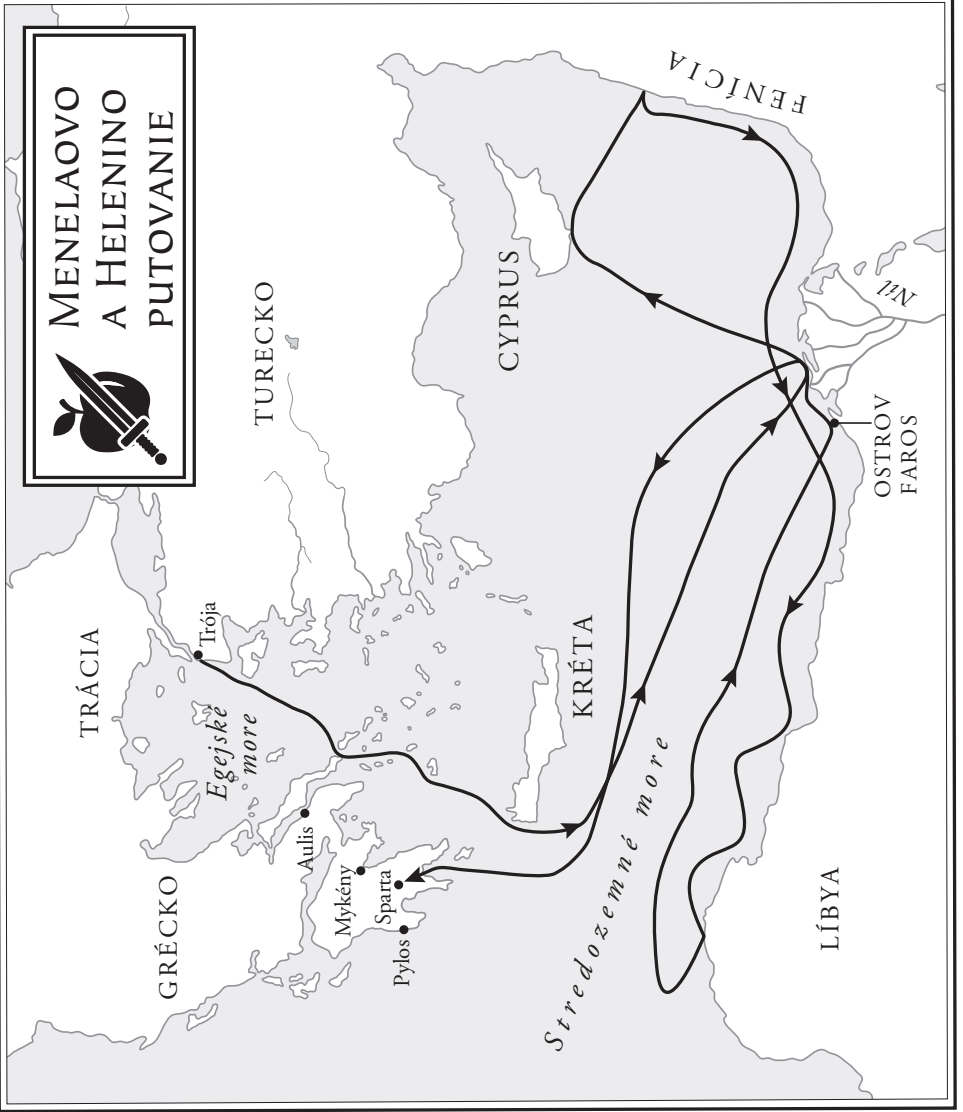 MENELAOVO
A HELENINO
PUTOVANIE
TRÁCIA
GRÉCKO
TURECKO
Trója
Egejské
more
Aulis
Mykény
Sparta
Pylos
KRÉTA
CYPRUS
FENÍCIA
Stredozemné more
Níl
OSTROV
FAROS
LÍBYA